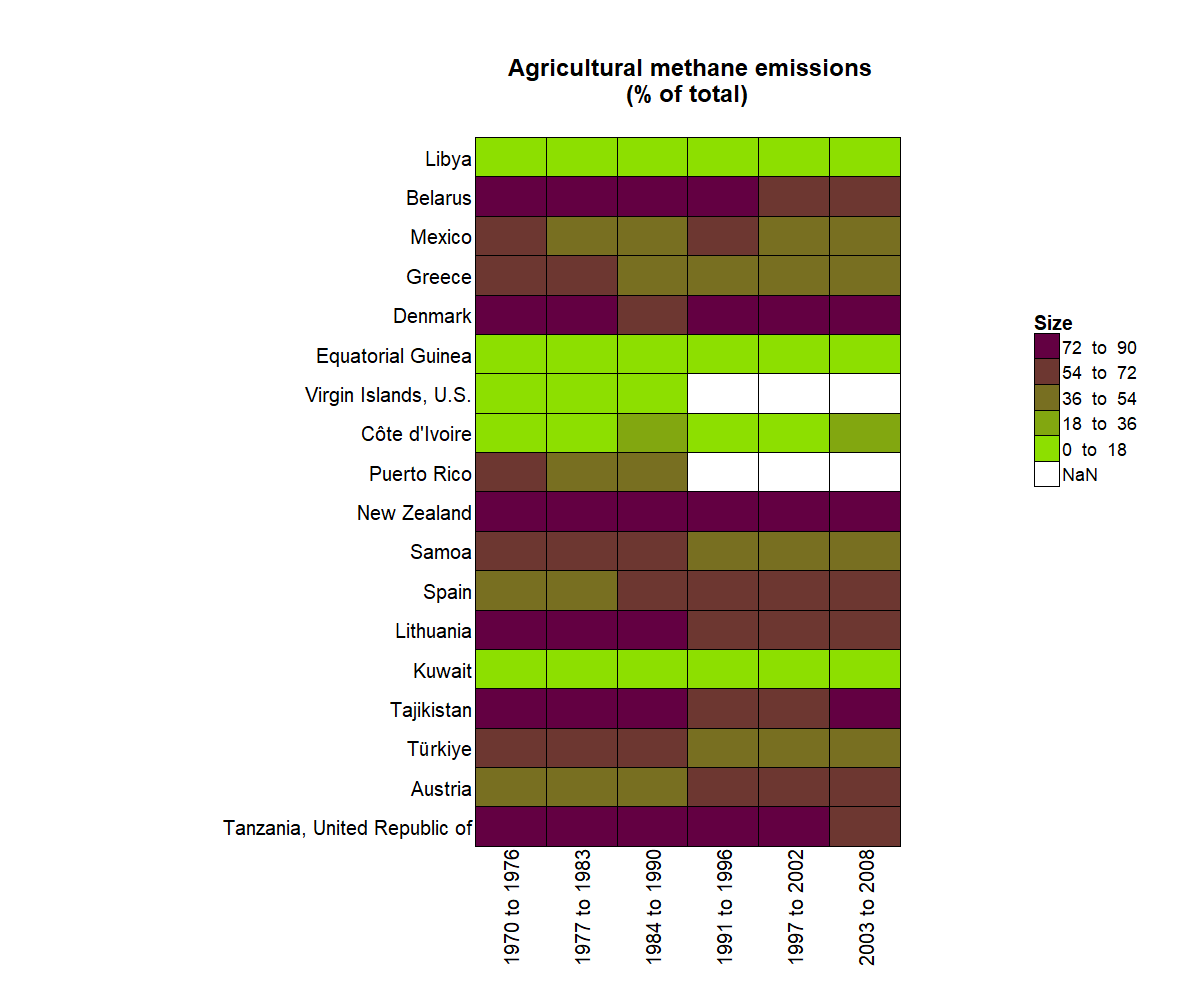 Agricultural methane emissions
(% of total)
Libya
Belarus
Mexico
Greece
Denmark
Equatorial Guinea
Virgin Islands, U.S.
Côte d'Ivoire
Puerto Rico
New Zealand
Samoa
Spain
Lithuania
Kuwait
Tajikistan
Türkiye
Austria
Tanzania, United Republic of
1970 to 1976
1977 to 1983
1984 to 1990
1991 to 1996
1997 to 2002
2003 to 2008
Size
72 to 90
54 to 72
36 to 54
18 to 36
0 to 18
NaN